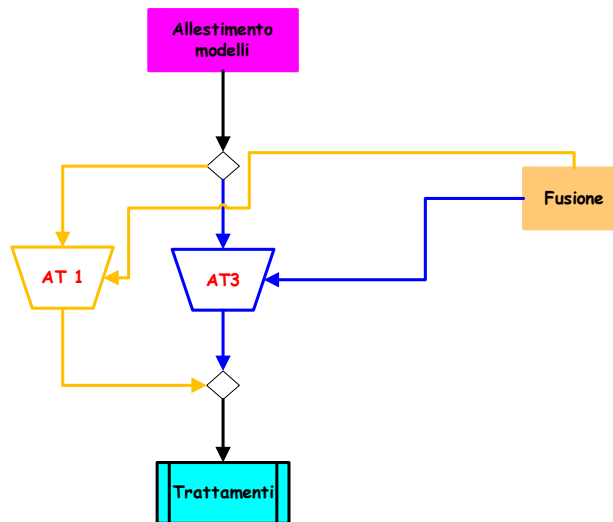 Allestimento
modelli
Fusione
AT 1
AT3
Trattamenti